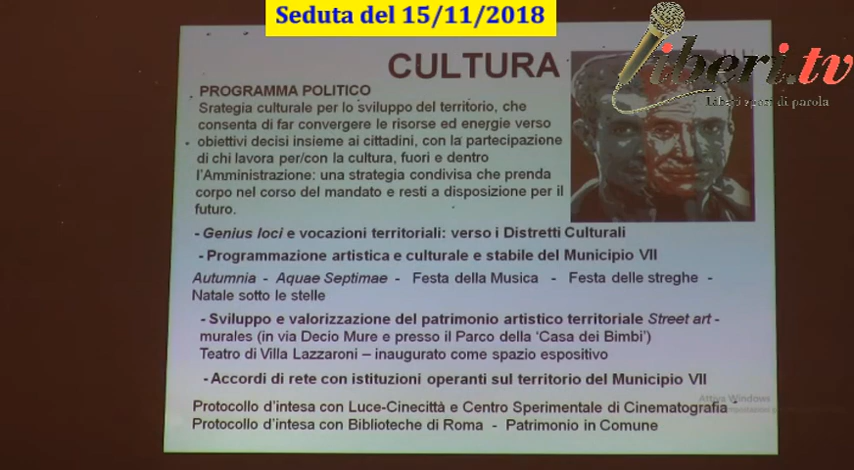 Seduta del 15/11/2018
Liberi.tv
Liberi spazi di parola
CULTURA
PROGRAMMA POLITICO
Srategia culturale per lo sviluppo del territorio, che
consenta di far convergere le risorse ed energie verso
obiettivi decisi insieme ai cittadini, con la partecipazione
di chi lavora per/con la cultura, fuori e dentro
l'Amministrazione: una strategia condivisa che prenda
corpo nel corso del mandato e resti a disposizione per il
futuro.
- Genius loci e vocazioni territoriali: verso i Distretti Culturali
- Programmazione artistica e culturale e stabile del Municipio VII
Autumnia - Aquae Septimae - Festa della Musica - Festa delle streghe -
Natale sotto le stelle
- Sviluppo e valorizzazione del patrimonio artistico territoriale Street art -
murales (in via Decio Mure e presso il Parco della 'Casa dei Bimbi')
Teatro di Villa Lazzaroni – inaugurato come spazio espositivo
- Accordi di rete con istituzioni operanti sul territorio del Municipio VII
Attiva Windows
Protocollo d'intesa con Luce-Cinecittà e Centro Sperimentale di Cinematografia -
Protocollo d'intesa con Biblioteche di Roma - Patrimonio in Comune